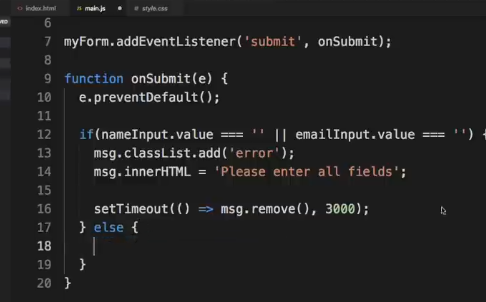 index.html main.js style.css
6
7 myForm.addEventListener('submit', onSubmit);
8
9 function onSubmit(e) {
10 e.preventDefault();
11
12 if(nameInput.value === '' || emailInput.value === '') {
13 msg.classList.add('error');
14 msg.innerHTML = 'Please enter all fields';
15
16 setTimeout(() => msg.remove(), 3000);
17 } else {
18
19 }
20 }